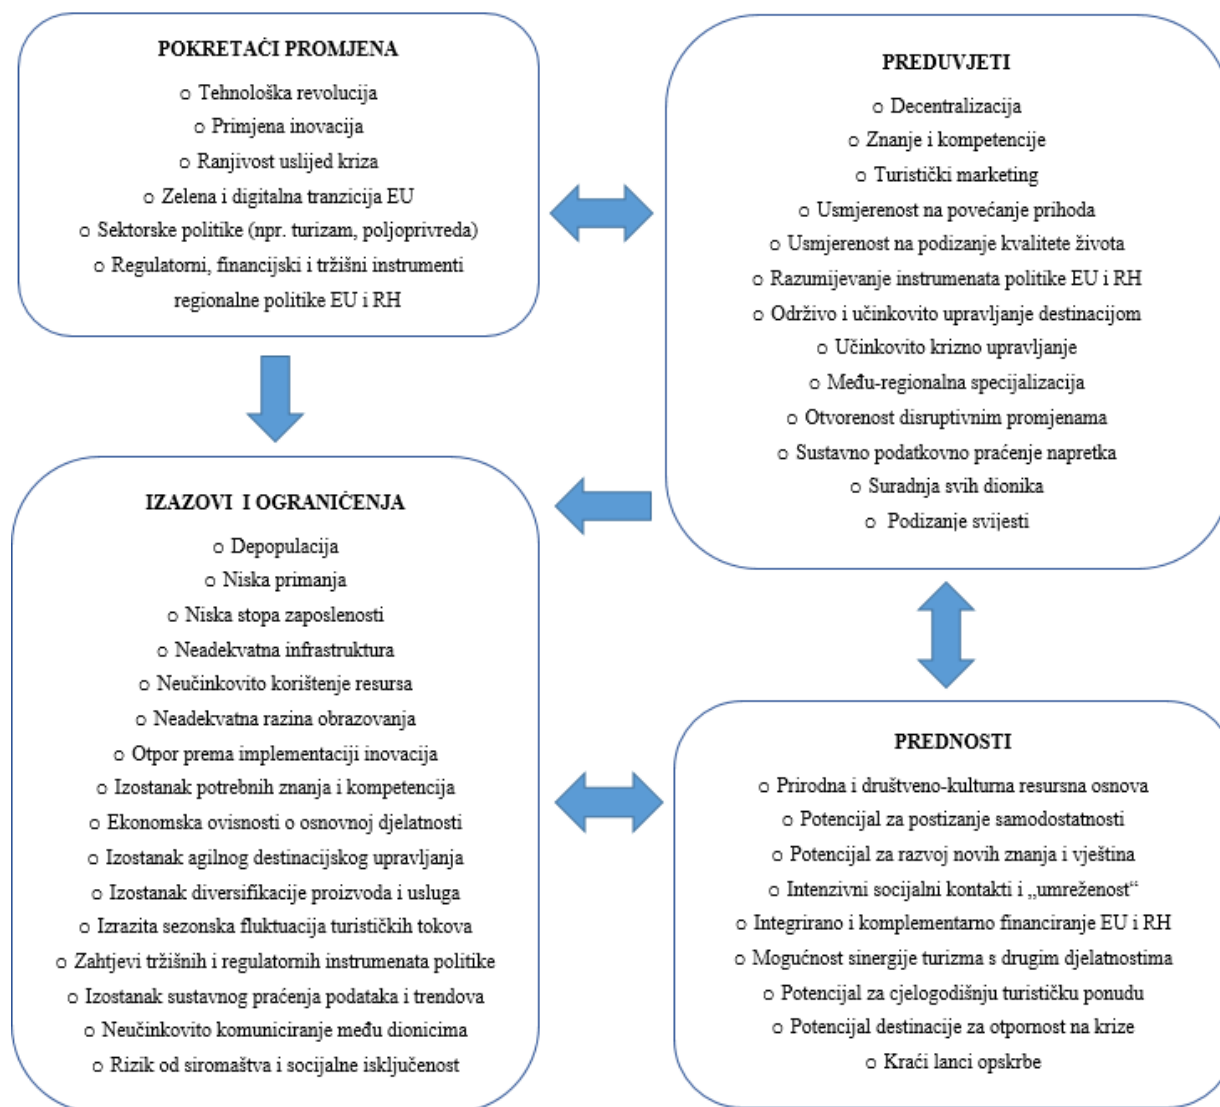 POKRETAČI PROMJENA
o Tehnološka revolucija
o Primjena inovacija
o Ranjivost uslijed kriza
o Zelena i digitalna tranzicija EU
o Sektorske politike (npr. turizam, poljoprivreda)
o Regulatorni, financijski i tržišni instrumenti
regionalne politike EU i RH
PREDUVJETI
o Decentralizacija
o Znanje i kompetencije
o Turistički marketing
o Usmjerenost na povećanje prihoda
o Usmjerenost na podizanje kvalitete života
o Razumijevanje instrumenata politike EU i RH
o Održivo i učinkovito upravljanje destinacijom
o Učinkovito krizno upravljanje
o Među-regionalna specijalizacija
o Otvorenost disruptivnim promjenama
o Sustavno podatkovno praćenje napretka
o Suradnja svih dionika
o Podizanje svijesti
IZAZOVI I OGRANIČENJA
o Depopulacija
o Niska primanja
o Niska stopa zaposlenosti
o Neadekvatna infrastruktura
o Neučinkovito korištenje resursa
o Neadekvatna razina obrazovanja
o Otpor prema implementaciji inovacija
o Izostanak potrebnih znanja i kompetencija
o Ekonomska ovisnosti o osnovnoj djelatnosti
o Izostanak agilnog destinacijskog upravljanja
o Izostanak diversifikacije proizvoda i usluga
o Izrazita sezonska fluktuacija turističkih tokova
o Zahtjevi tržišnih i regulatornih instrumenata politike
o Izostanak sustavnog praćenja podataka i trendova
o Neučinkovito komuniciranje među dionicima
o Rizik od siromaštva i socijalne isključenost
PREDNOSTI
o Prirodna i društveno-kulturna resursna osnova
o Potencijal za postizanje samodostatnosti
o Potencijal za razvoj novih znanja i vještina
o Intenzivni socijalni kontakti i „umreženost“
o Integrirano i komplementarno financiranje EU i RH
o Mogućnost sinergije turizma s drugim djelatnostima
o Potencijal za cjelogodišnju turističku ponudu
o Potencijal destinacije za otpornost na krize
o Kraći lanci opskrbe